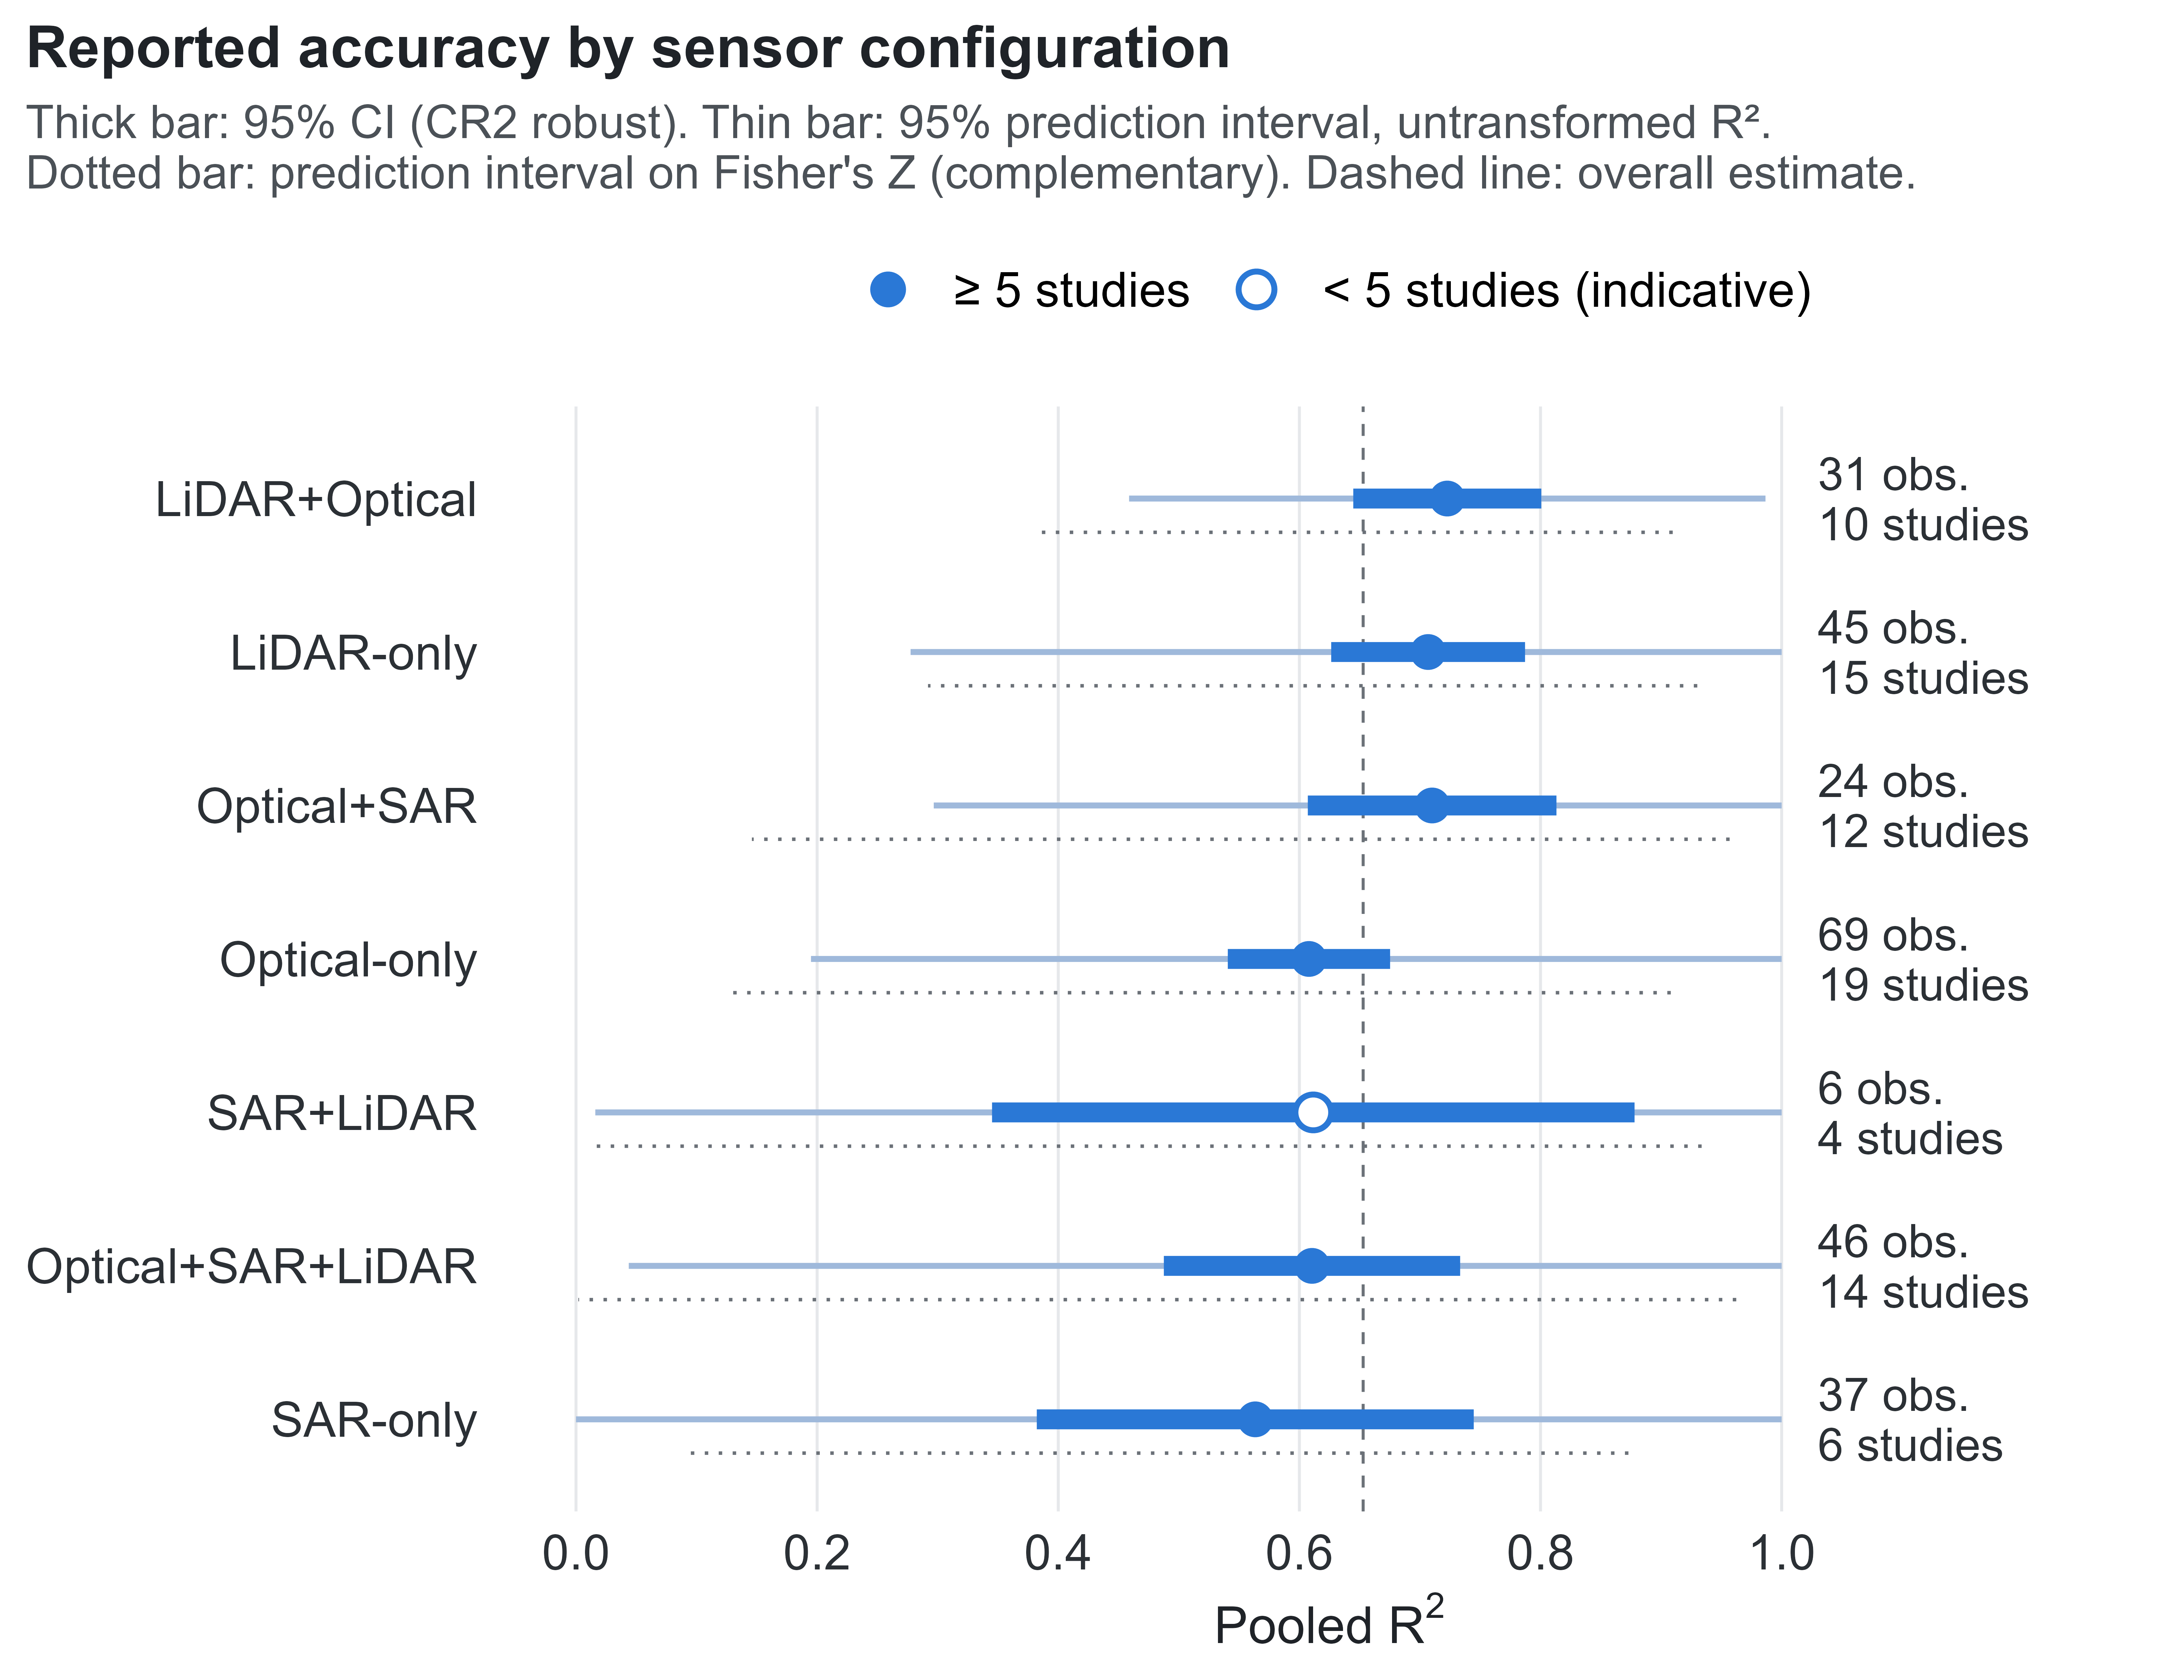 Reported accuracy by sensor configuration
Thick bar: 95% CI (CR2 robust). Thin bar: 95% prediction interval, untransformed R².
Dotted bar: prediction interval on Fisher's Z (complementary). Dashed line: overall estimate.
≥ 5 studies
< 5 studies (indicative)
LiDAR+Optical
31 obs.
10 studies
LiDAR-only
45 obs.
15 studies
Optical+SAR
24 obs.
12 studies
Optical-only
69 obs.
19 studies
SAR+LiDAR
6 obs.
4 studies
Optical+SAR+LiDAR
46 obs.
14 studies
SAR-only
37 obs.
6 studies
0.0 0.2 0.4 0.6 0.8 1.0
Pooled R²